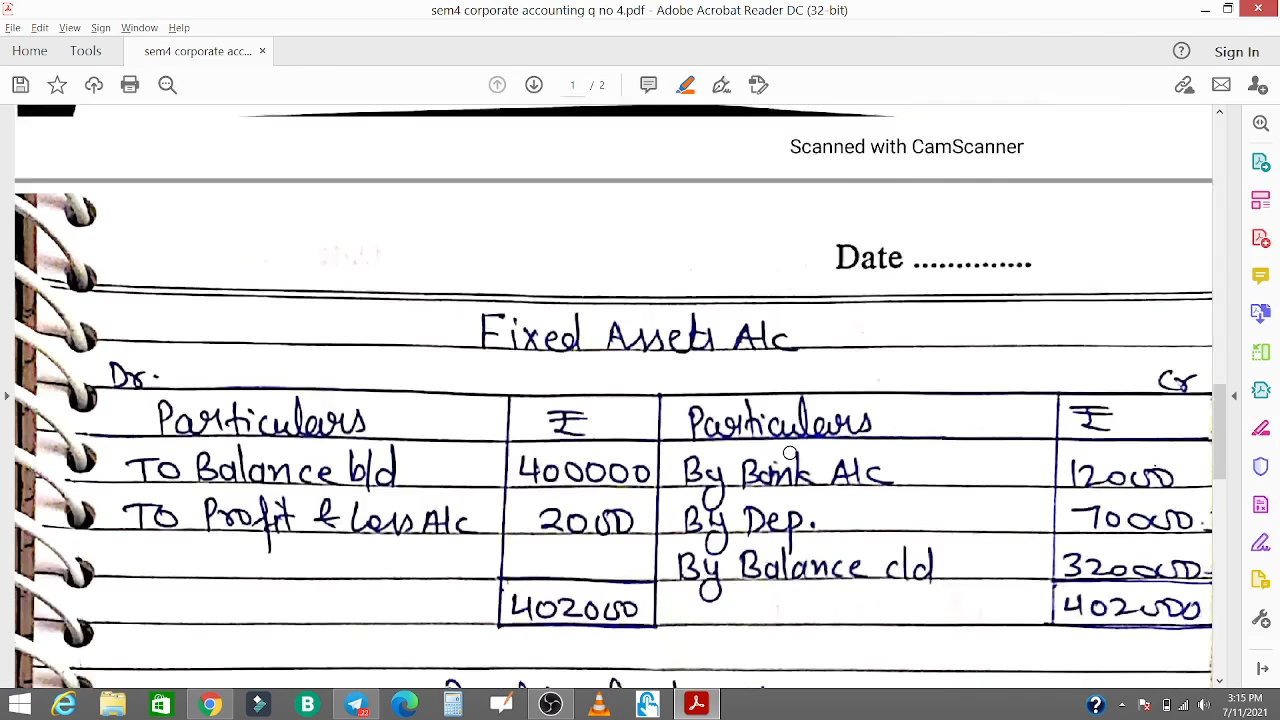 sem4 corporate accounting q no 4.pdf - Adobe Acrobat Reader DC (32-bit)
File Edit View Sign Window Help
Home Tools sem4 corporate acc... × Sign In
1 / 2
Scanned with CamScanner
Date ..............
Fixed Assets A/c
Dr. Cr
Particulars ₹ Particulars ₹
To Balance b/d 400000 By Bank A/c 12000
To Profit & Loss A/c 2000 By Dep. 70000
By Balance c/d 320000
402000 402000
3:15 PM
7/11/2021